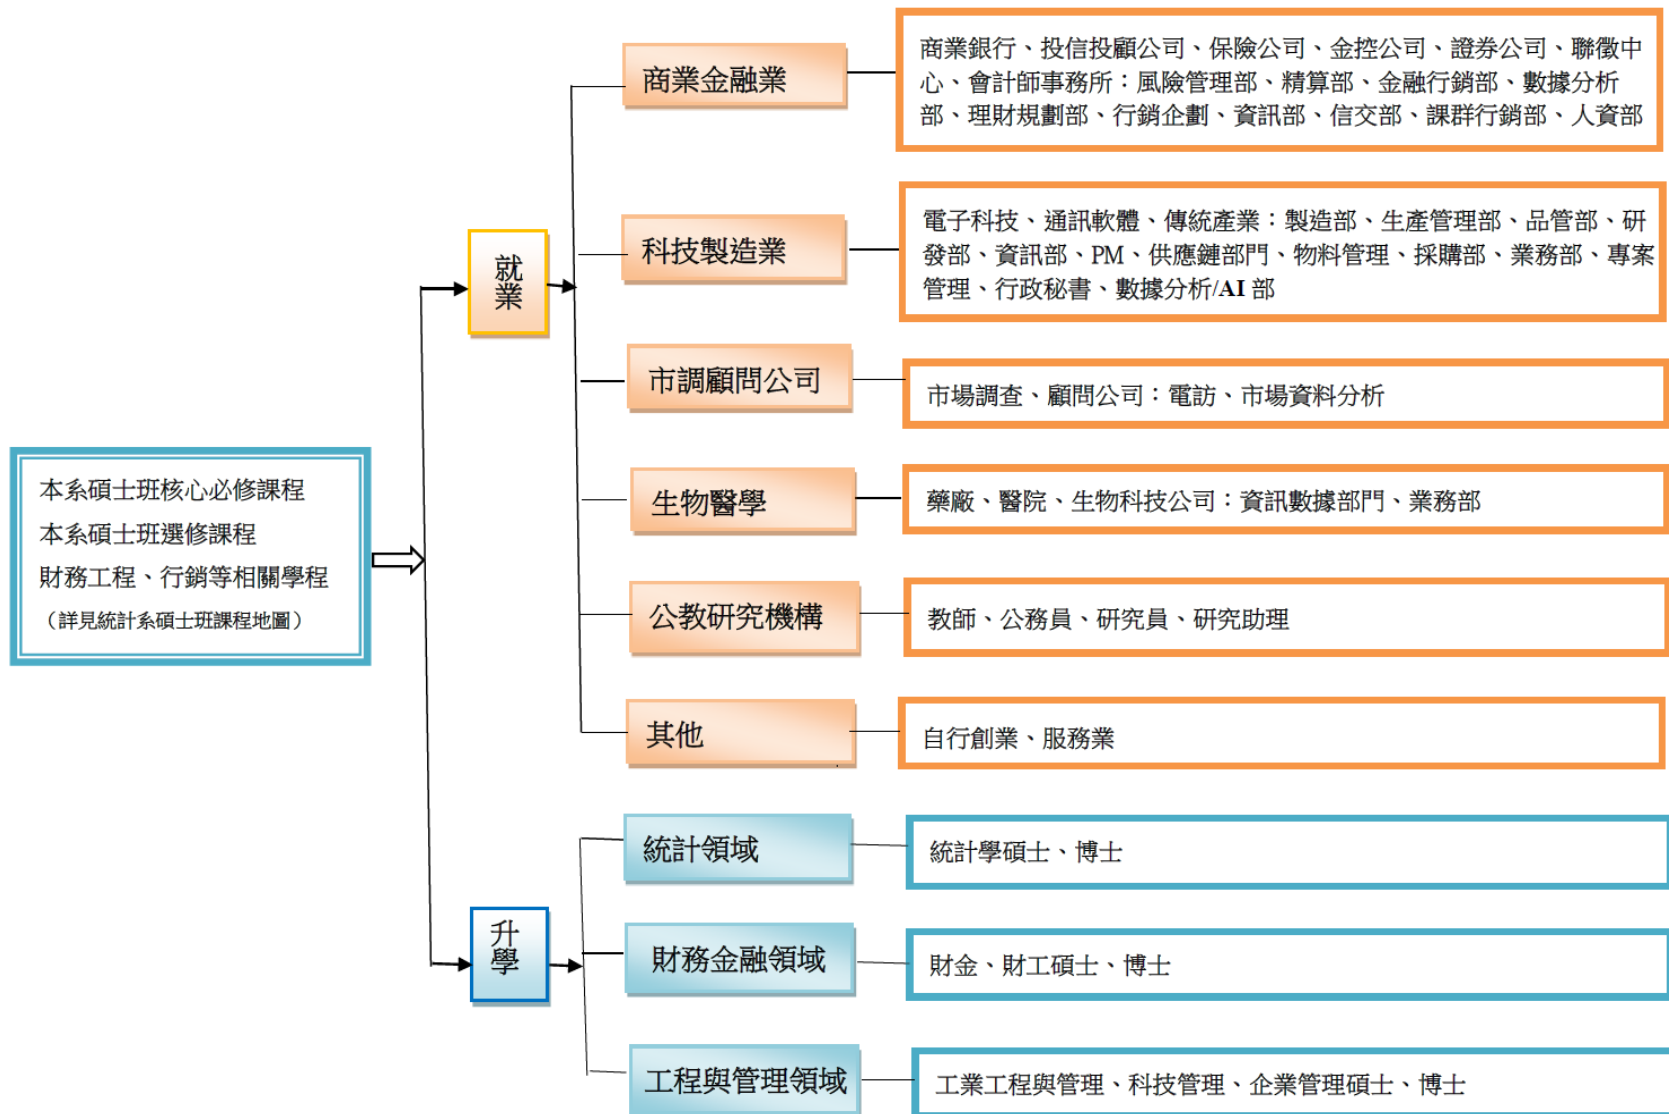 本系碩士班核心必修課程
本系碩士班選修課程
財務工程、行銷等相關學程
（詳見統計系碩士班課程地圖）
就
業
商業金融業
商業銀行、投信投顧公司、保險公司、金控公司、證券公司、聯徵中
心、會計師事務所：風險管理部、精算部、金融行銷部、數據分析
部、理財規劃部、行銷企劃、資訊部、信交部、課群行銷部、人資部
科技製造業
電子科技、通訊軟體、傳統產業：製造部、生產管理部、品管部、研
發部、資訊部、PM、供應鏈部門、物料管理、採購部、業務部、專案
管理、行政秘書、數據分析/AI 部
市調顧問公司
市場調查、顧問公司：電訪、市場資料分析
生物醫學
藥廠、醫院、生物科技公司：資訊數據部門、業務部
公教研究機構
教師、公務員、研究員、研究助理
其他
自行創業、服務業
升
學
統計領域
統計學碩士、博士
財務金融領域
財金、財工碩士、博士
工程與管理領域
工業工程與管理、科技管理、企業管理碩士、博士